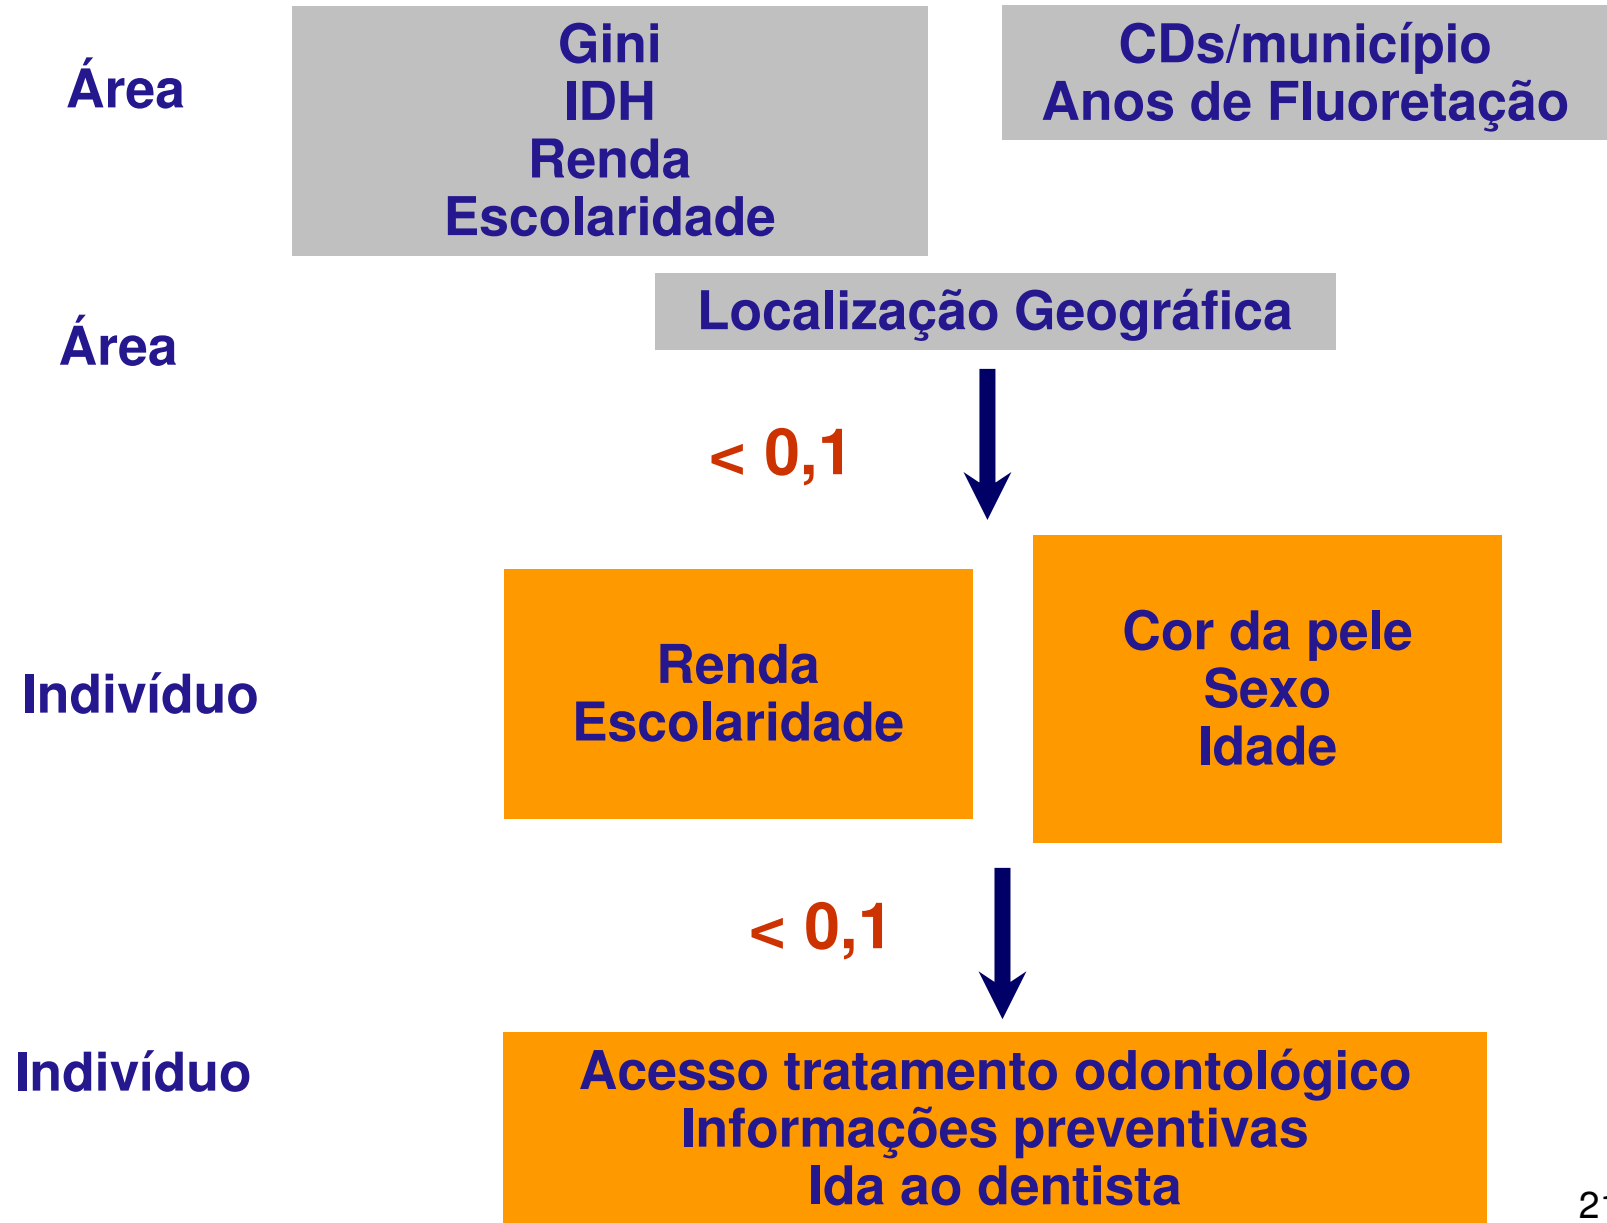 Área
Gini
IDH
Renda
Escolaridade
CDs/município
Anos de Fluoretação
Área
Localização Geográfica
< 0,1
Indivíduo
Renda
Escolaridade
Cor da pele
Sexo
Idade
< 0,1
Indivíduo
Acesso tratamento odontológico
Informações preventivas
Ida ao dentista
21